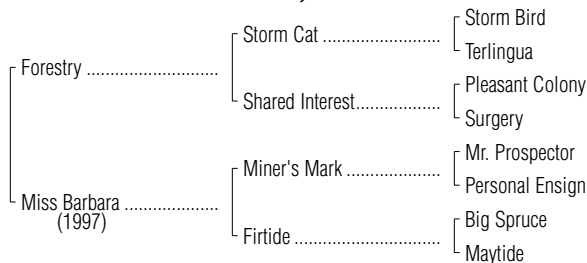 Storm Bird
Storm Cat ........................
Terlingua
Forestry ...........................
Pleasant Colony
Shared Interest.................
Surgery
Mr. Prospector
Miner's Mark ...................
Personal Ensign
Miss Barbara ...................
(1997)
Big Spruce
Firtide ..............................
Maytide